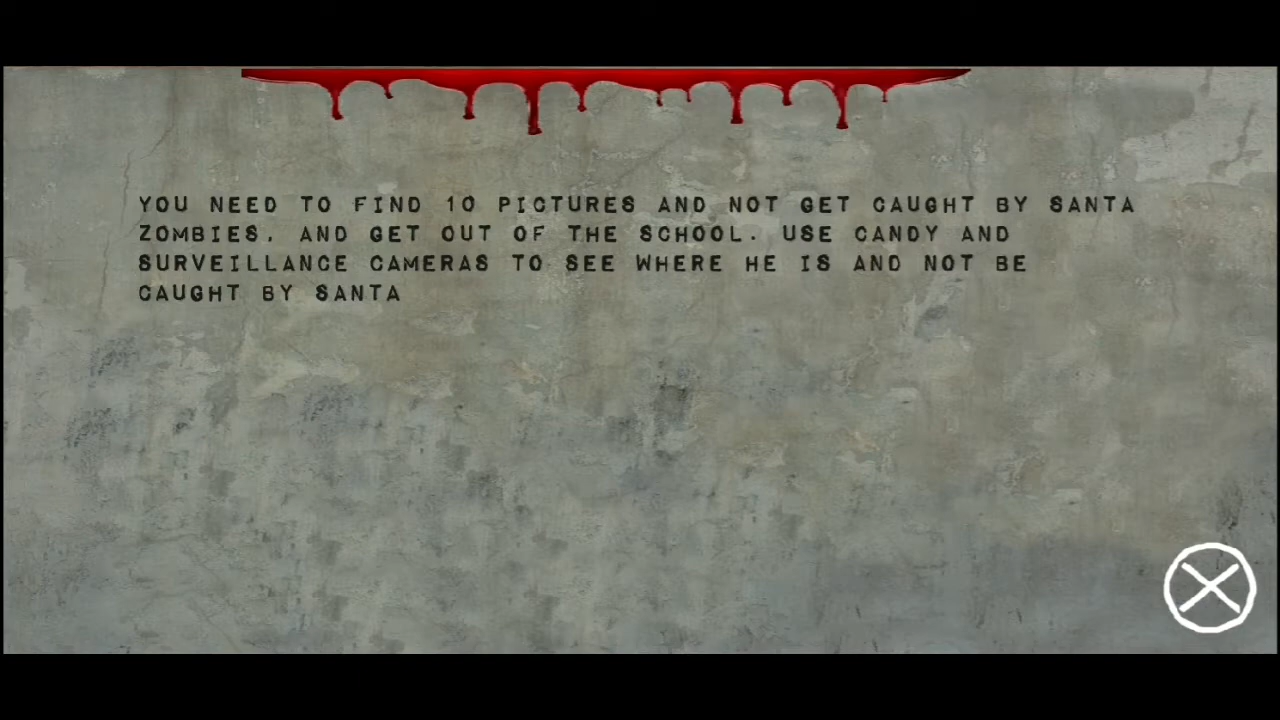 YOU NEED TO FIND 10 PICTURES AND NOT GET CAUGHT BY SANTA
ZOMBIES. AND GET OUT OF THE SCHOOL. USE CANDY AND
SURVEILLANCE CAMERAS TO SEE WHERE HE IS AND NOT BE
CAUGHT BY SANTA